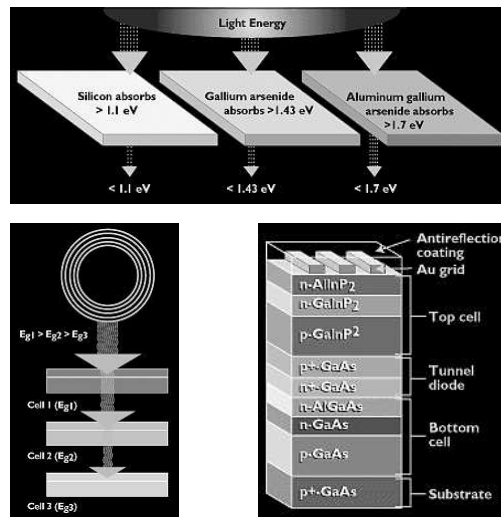 Light Energy
Silicon absorbs
> 1.1 eV
Gallium arsenide
absorbs >1.43 eV
Aluminum gallium
arsenide absorbs
>1.7 eV
< 1.1 eV
< 1.43 eV
< 1.7 eV
Eg1 > Eg2 > Eg3
Cell 1 (Eg1)
Cell 2 (Eg2)
Cell 3 (Eg3)
Antireflection
coating
Au grid
n-AlInP2
n-GaInP2
p-GaInP2
Top cell
p+-GaAs
n+-GaAs
Tunnel
diode
n-AlGaAs
n-GaAs
p-GaAs
Bottom
cell
p+-GaAs
Substrate